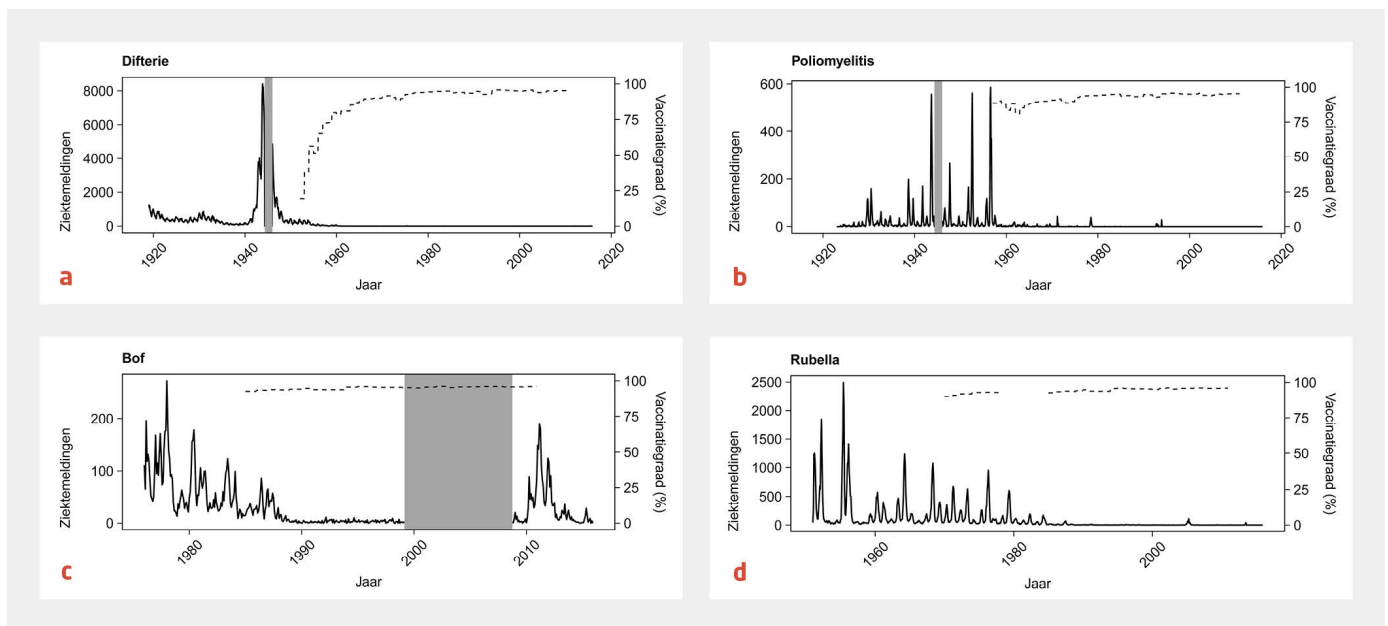 Difterie
8000
6000
4000
2000
0
Ziektemeldingen
100
75
50
25
0
Vaccinatiegraad (%)
1920 1940 1960 1980 2000 2020
Jaar
a
Poliomyelitis
600
400
200
0
Ziektemeldingen
100
75
50
25
0
Vaccinatiegraad (%)
1920 1940 1960 1980 2000 2020
Jaar
b
Bof
200
100
0
Ziektemeldingen
100
75
50
25
0
Vaccinatiegraad (%)
1980 1990 2000 2010
Jaar
c
Rubella
2500
2000
1500
1000
500
0
Ziektemeldingen
100
75
50
25
0
Vaccinatiegraad (%)
1960 1980 2000
Jaar
d